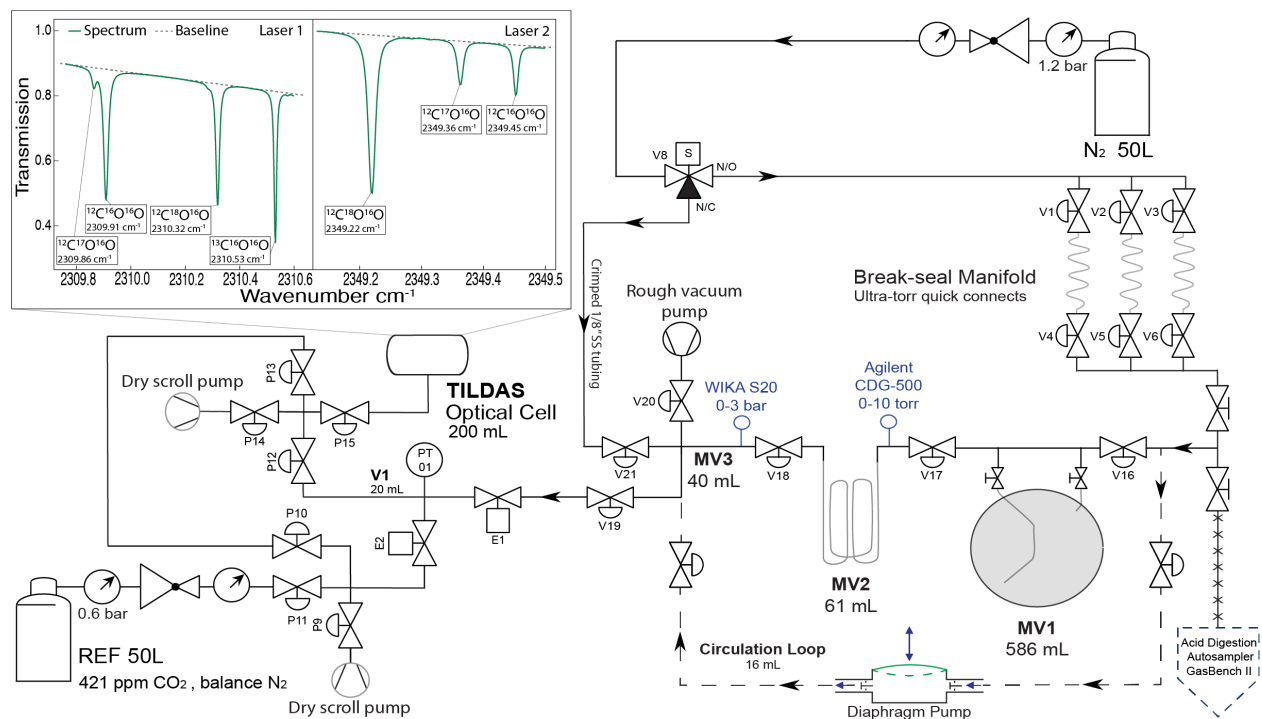 Spectrum
Baseline
Laser 1
Laser 2
1.0
0.8
0.6
0.4
Transmission
12C17O16O
2349.36 cm-1
12C16O16O
2349.45 cm-1
12C16O16O
2309.91 cm-1
12C18O16O
2310.32 cm-1
12C18O16O
2349.22 cm-1
12C17O16O
2309.86 cm-1
13C16O16O
2310.53 cm-1
2309.8
2310.0
2310.2
2310.4
2310.6
2349.2
2349.3
2349.4
2349.5
Wavenumber cm-1
1.2 bar
N2 50L
V8
S
N/O
N/C
V1
V2
V3
Break-seal Manifold
Ultra-torr quick connects
V4
V5
V6
Crimped 1/8"SS tubing
Rough vacuum
pump
V20
WIKA S20
0-3 bar
Agilent
CDG-500
0-10 torr
P13
Dry scroll pump
P14
P15
TILDAS
Optical Cell
200 mL
P12
V1
20 mL
PT
01
V21
MV3
40 mL
V18
V17
V16
E1
V19
P10
E2
MV2
61 mL
MV1
586 mL
0.6 bar
P11
P9
REF 50L
421 ppm CO2 , balance N2
Dry scroll pump
Circulation Loop
16 mL
Diaphragm Pump
Acid Digestion
Autosampler
GasBench II